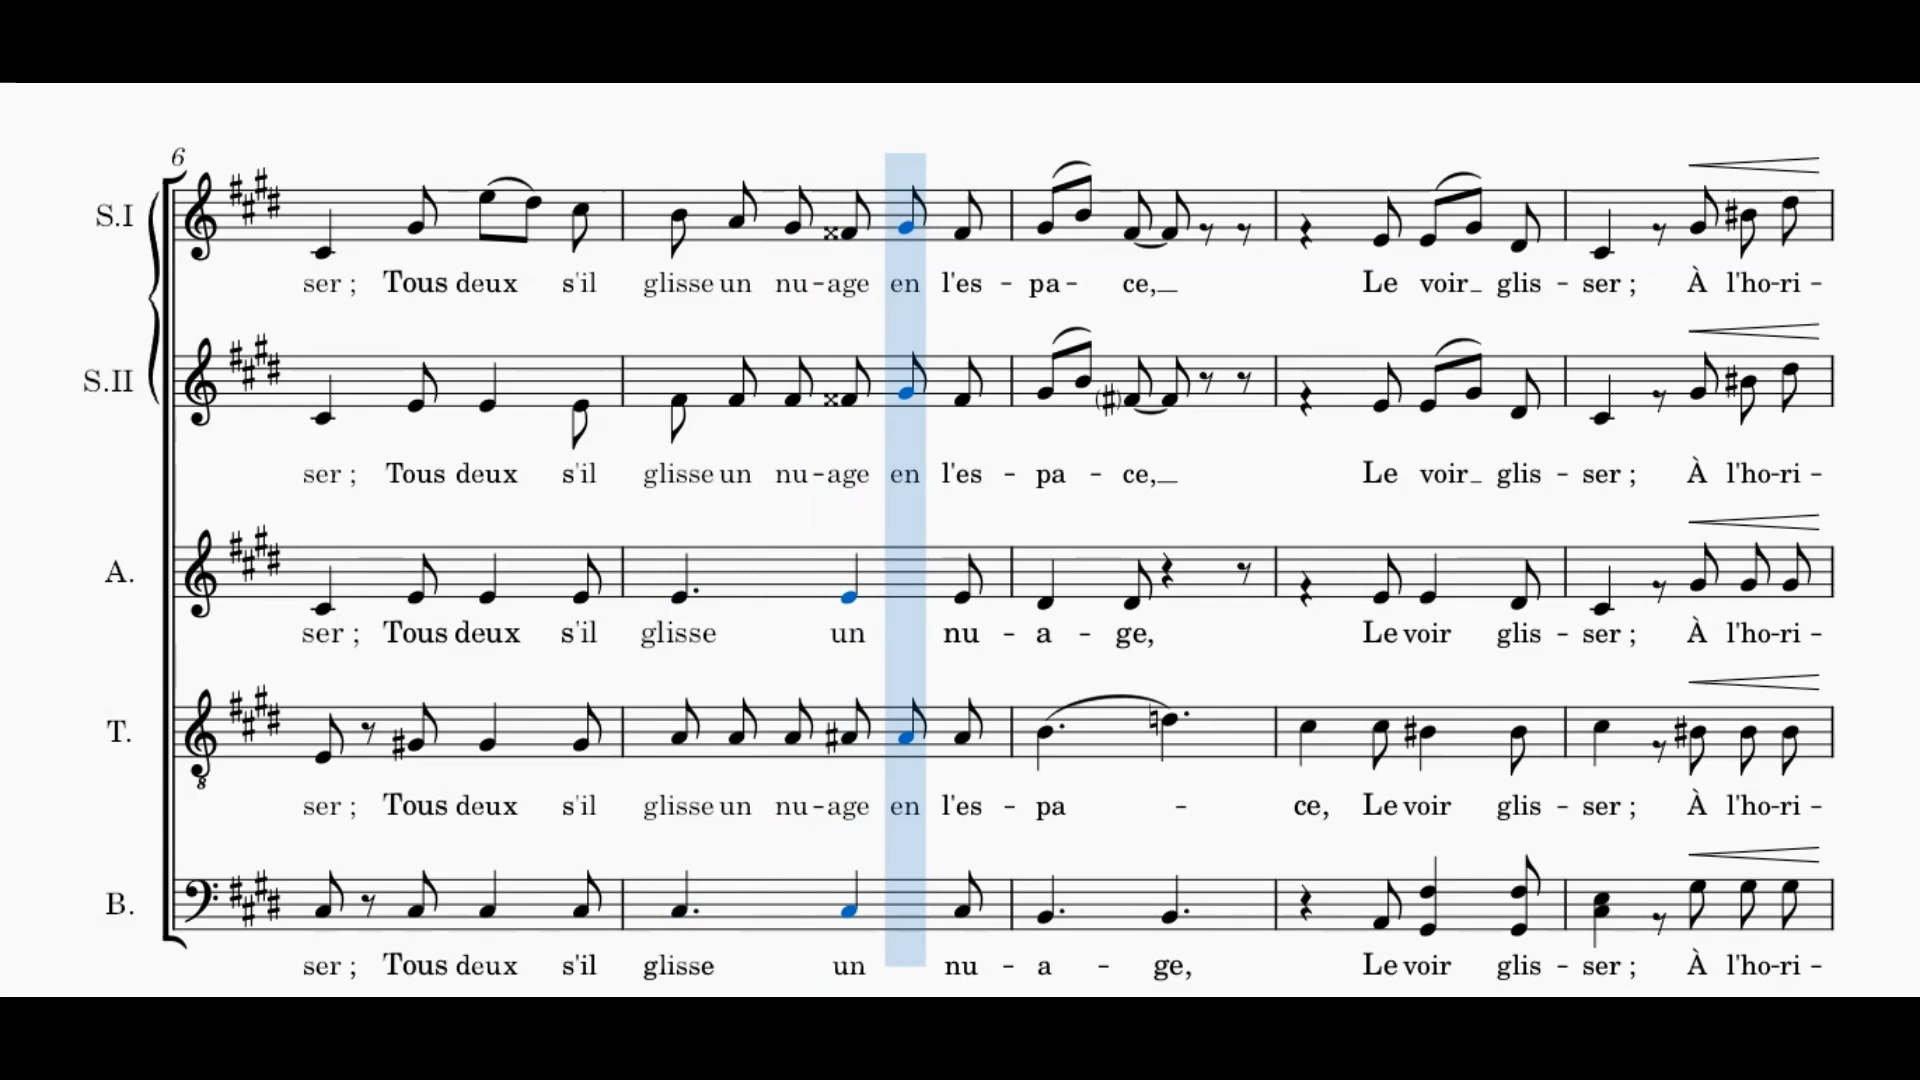 6
S.I
ser ; Tous deux s'il glisse un nu - age en l'es - pa - ce,_ Le voir_ glis - ser ; À l'ho - ri -
S.II
ser ; Tous deux s'il glisse un nu - age en l'es - pa - ce,_ Le voir_ glis - ser ; À l'ho - ri -
A.
ser ; Tous deux s'il glisse un nu - a - ge, Le voir glis - ser ; À l'ho - ri -
T.
ser ; Tous deux s'il glisse un nu - age en l'es - pa - ce, Le voir glis - ser ; À l'ho - ri -
B.
ser ; Tous deux s'il glisse un nu - a - ge, Le voir glis - ser ; À l'ho - ri -